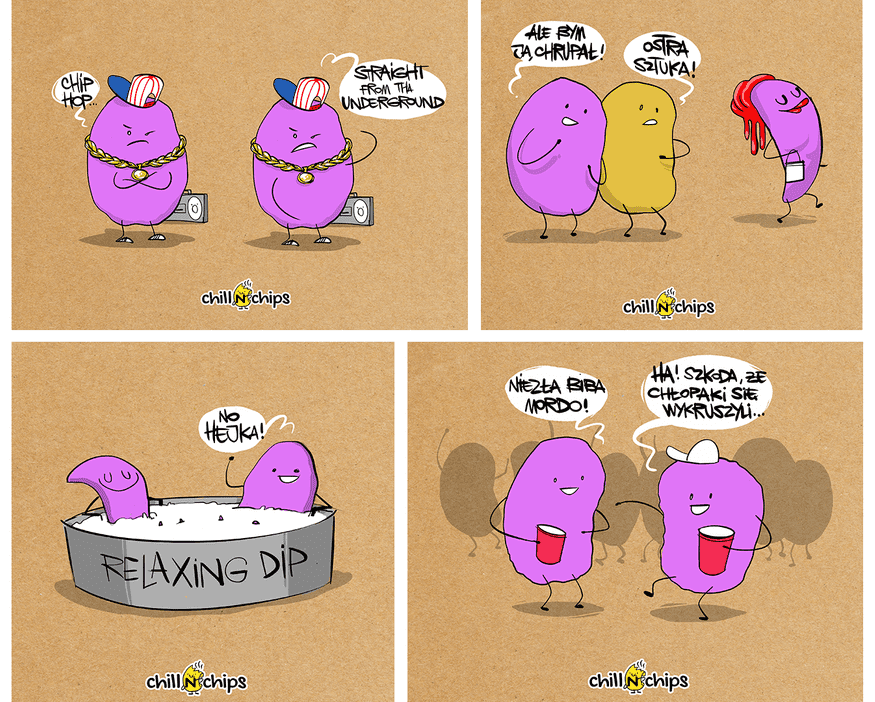 CHIP
HOP...
STRAIGHT
FROM THA
UNDERGROUND
chill N chips
ALE BYM
JĄ CHRUPAŁ!
OSTRA
SZTUKA!
chill N chips
NO
HEJKA!
RELAXING DIP
chill N chips
NIEZŁA BIBA
MORDO!
HA! SZKODA, ŻE
CHŁOPAKI SIĘ
WYKRUSZYLI...
chill N chips